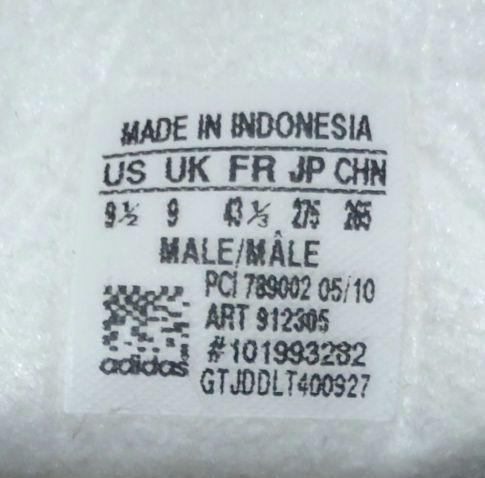 MADE IN INDONESIA
US UK FR JP CHN
9½ 9 43⅓ 275 265
MALE/MÂLE
PCI 789002 05/10
ART 912305
#101993282
adidas GTJDDLT400927